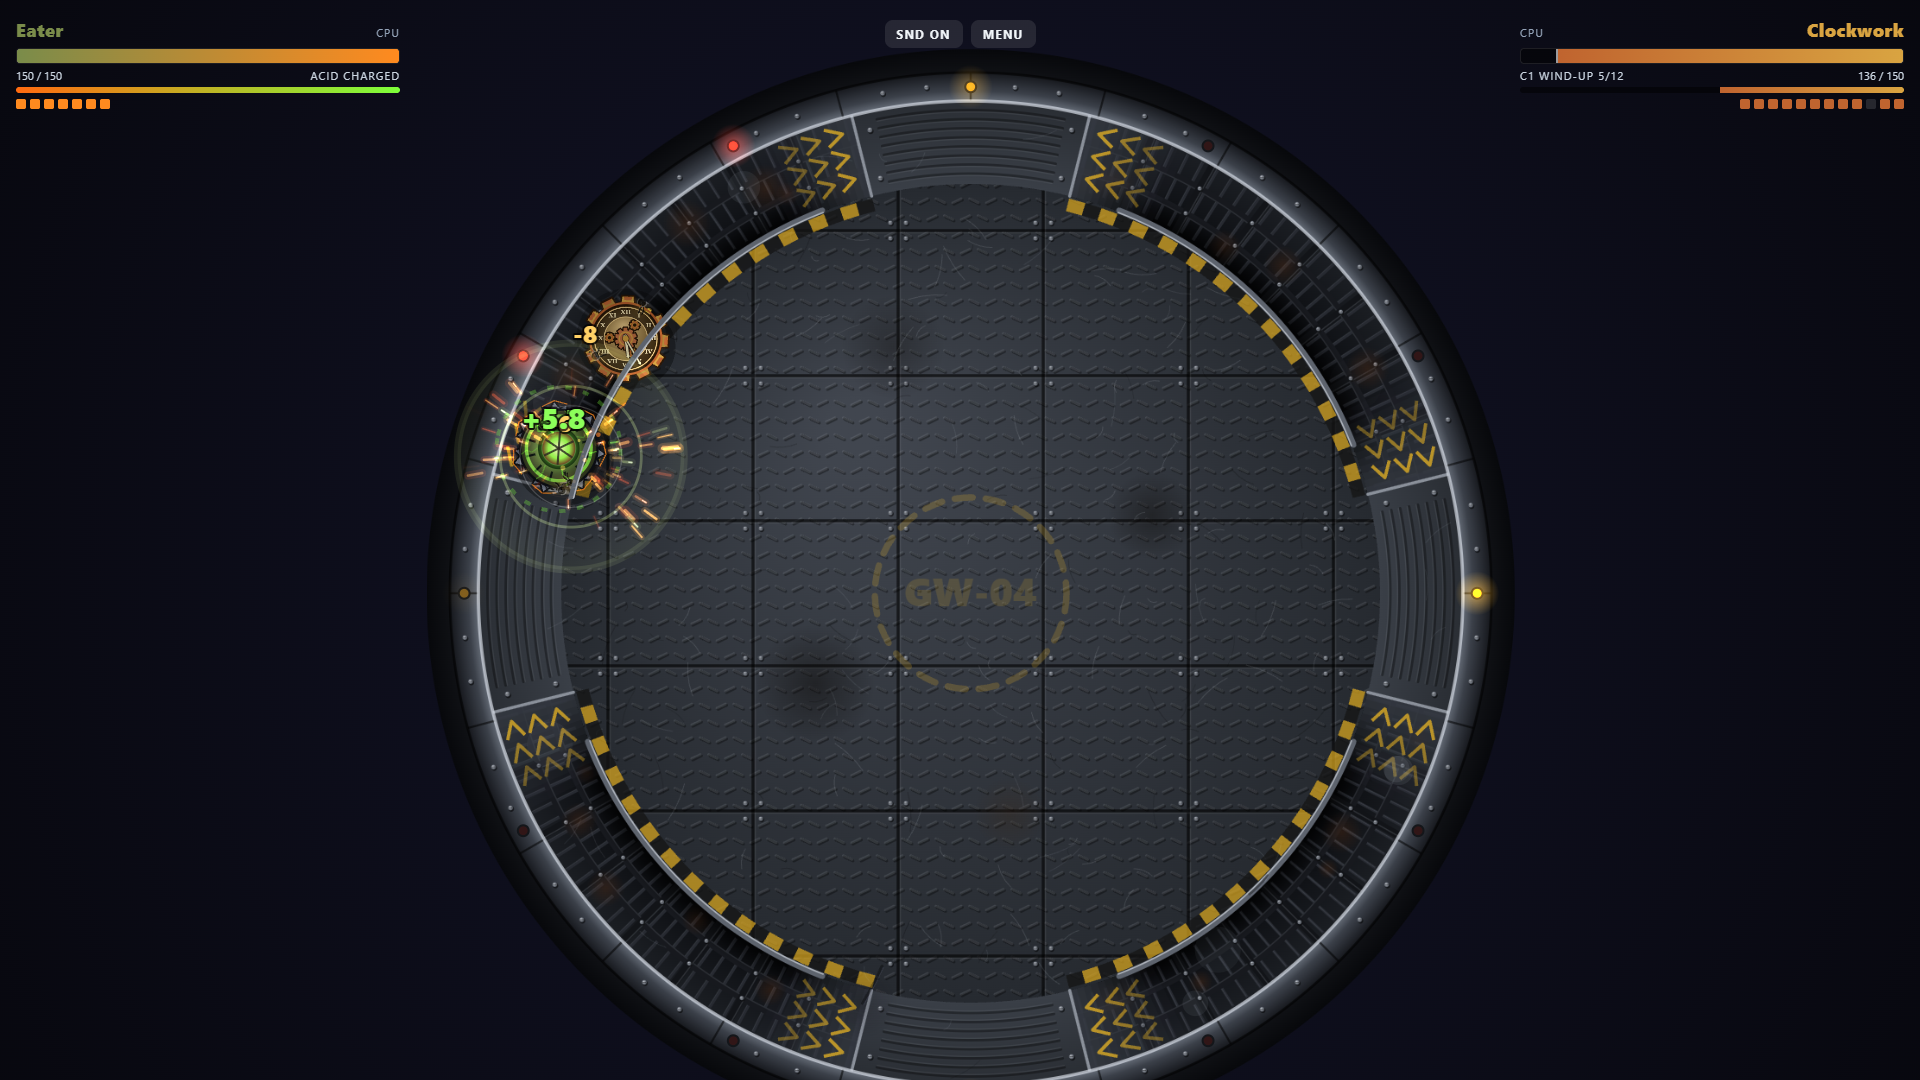 Eater
CPU
150 / 150
ACID CHARGED
SND ON
MENU
CPU
Clockwork
C1 WIND-UP 5/12
136 / 150
-8
+5.8
GW-04